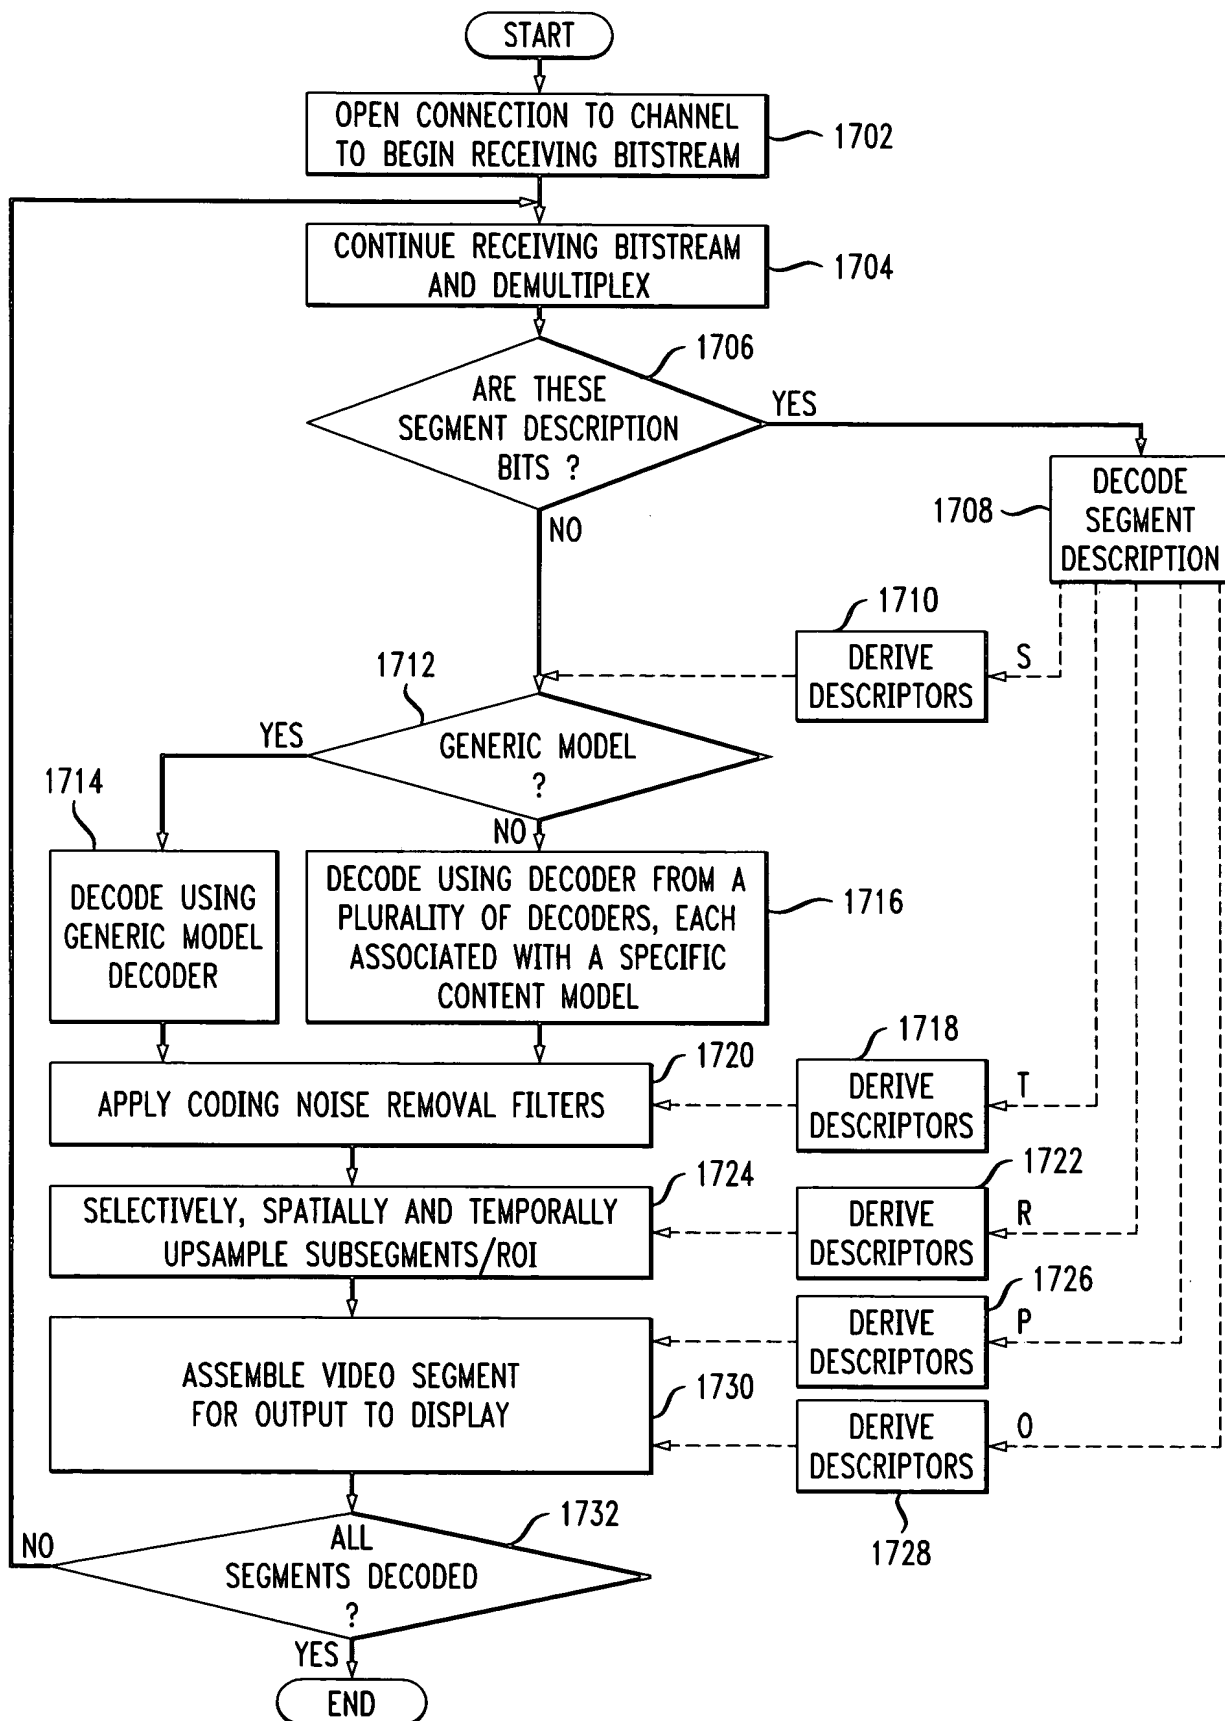 START
OPEN CONNECTION TO CHANNEL
TO BEGIN RECEIVING BITSTREAM
1702
CONTINUE RECEIVING BITSTREAM
AND DEMULTIPLEX
1704
1706
ARE THESE
SEGMENT DESCRIPTION
BITS ?
YES
NO
1708
DECODE
SEGMENT
DESCRIPTION
1710
DERIVE
DESCRIPTORS
S
1712
GENERIC MODEL
?
YES
NO
1714
DECODE USING
GENERIC MODEL
DECODER
DECODE USING DECODER FROM A
PLURALITY OF DECODERS, EACH
ASSOCIATED WITH A SPECIFIC
CONTENT MODEL
1716
1718
DERIVE
DESCRIPTORS
T
1720
APPLY CODING NOISE REMOVAL FILTERS
1722
DERIVE
DESCRIPTORS
R
1724
SELECTIVELY, SPATIALLY AND TEMPORALLY
UPSAMPLE SUBSEGMENTS/ROI
1726
DERIVE
DESCRIPTORS
P
ASSEMBLE VIDEO SEGMENT
FOR OUTPUT TO DISPLAY
1730
DERIVE
DESCRIPTORS
O
1728
1732
ALL
SEGMENTS DECODED
?
NO
YES
END